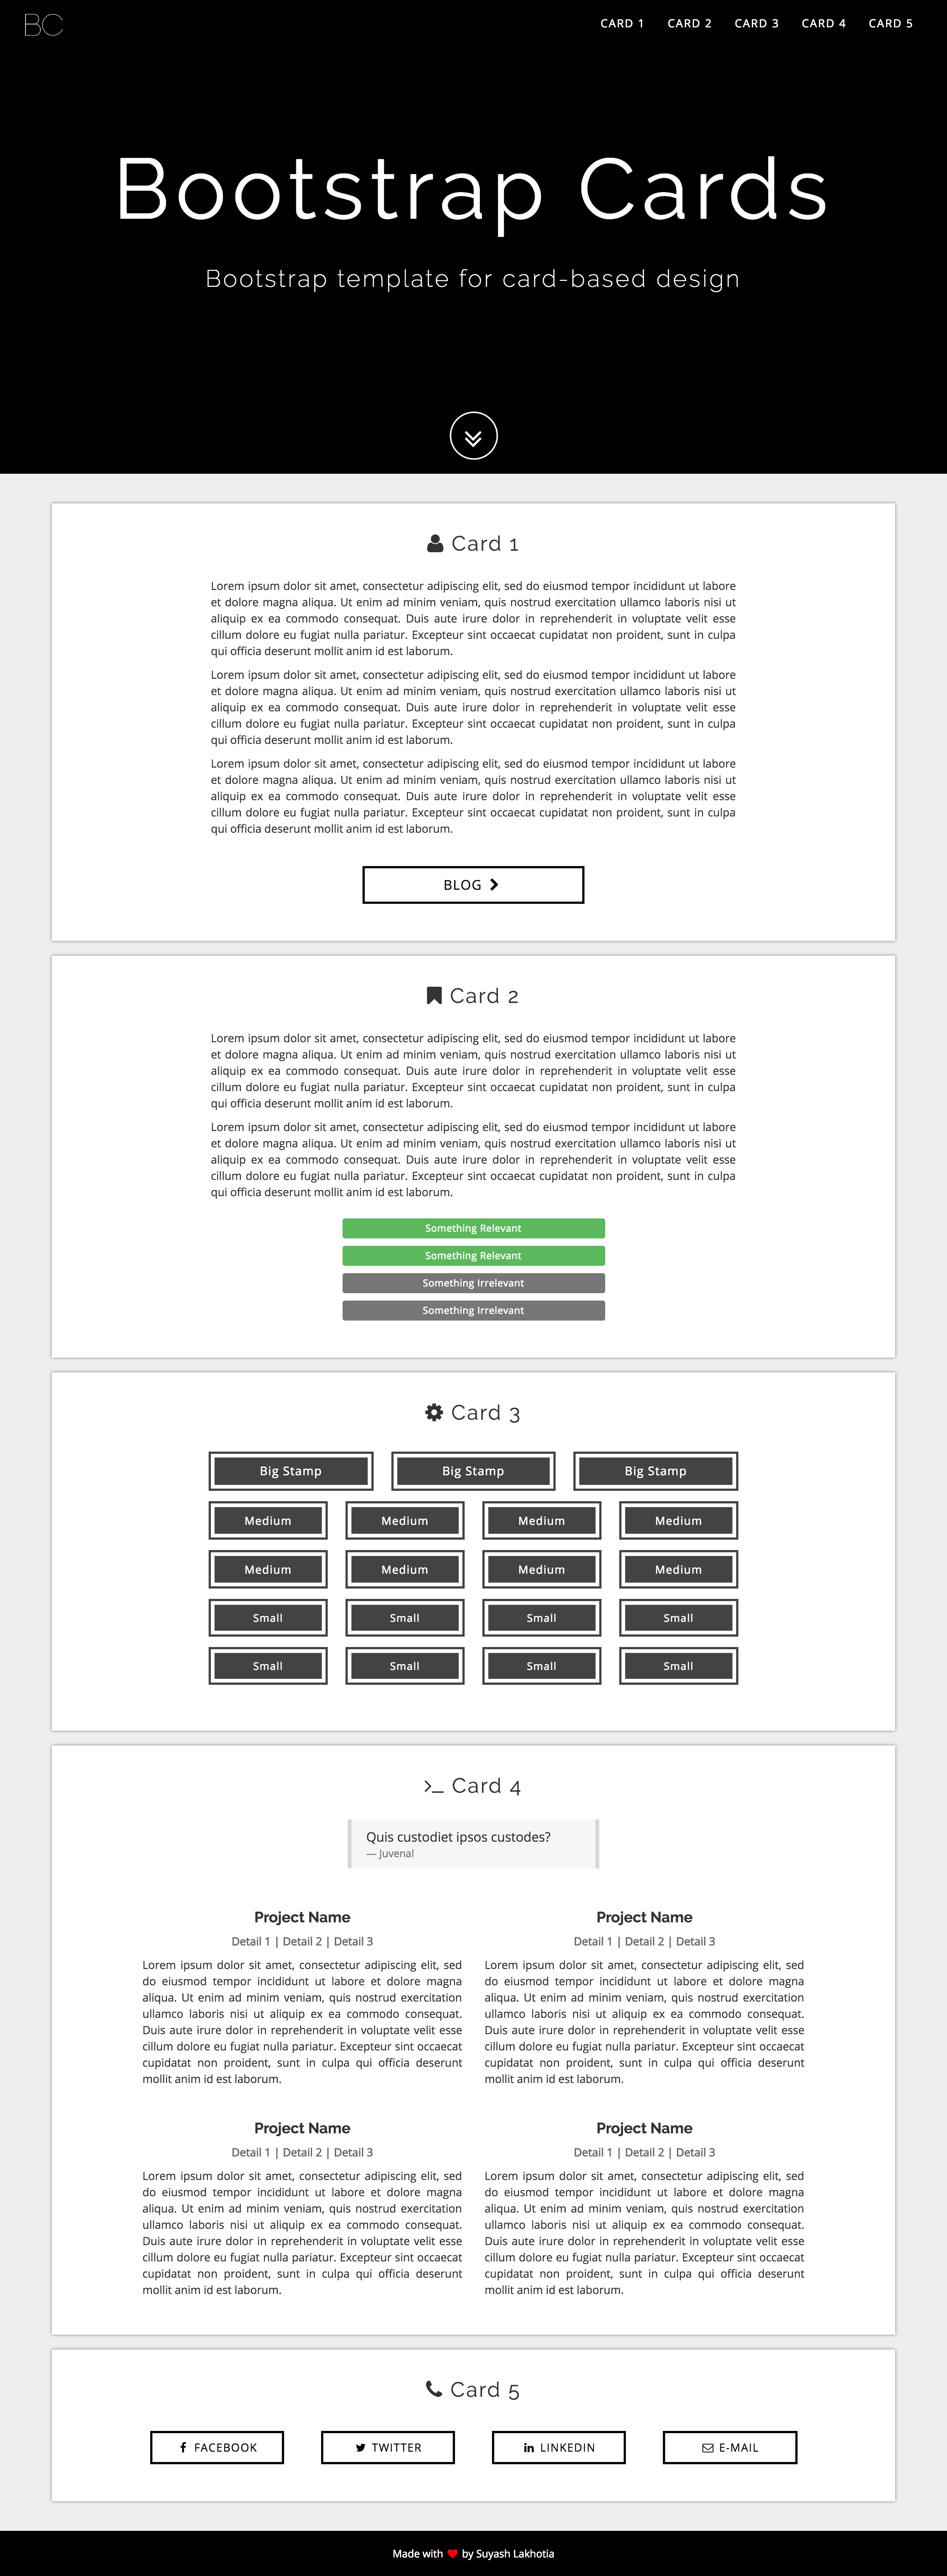 BC
CARD 1 CARD 2 CARD 3 CARD 4 CARD 5
Bootstrap Cards
Bootstrap template for card-based design
Card 1
Lorem ipsum dolor sit amet, consectetur adipiscing elit, sed do eiusmod tempor incididunt ut labore
et dolore magna aliqua. Ut enim ad minim veniam, quis nostrud exercitation ullamco laboris nisi ut
aliquip ex ea commodo consequat. Duis aute irure dolor in reprehenderit in voluptate velit esse
cillum dolore eu fugiat nulla pariatur. Excepteur sint occaecat cupidatat non proident, sunt in culpa
qui officia deserunt mollit anim id est laborum.
Lorem ipsum dolor sit amet, consectetur adipiscing elit, sed do eiusmod tempor incididunt ut labore
et dolore magna aliqua. Ut enim ad minim veniam, quis nostrud exercitation ullamco laboris nisi ut
aliquip ex ea commodo consequat. Duis aute irure dolor in reprehenderit in voluptate velit esse
cillum dolore eu fugiat nulla pariatur. Excepteur sint occaecat cupidatat non proident, sunt in culpa
qui officia deserunt mollit anim id est laborum.
Lorem ipsum dolor sit amet, consectetur adipiscing elit, sed do eiusmod tempor incididunt ut labore
et dolore magna aliqua. Ut enim ad minim veniam, quis nostrud exercitation ullamco laboris nisi ut
aliquip ex ea commodo consequat. Duis aute irure dolor in reprehenderit in voluptate velit esse
cillum dolore eu fugiat nulla pariatur. Excepteur sint occaecat cupidatat non proident, sunt in culpa
qui officia deserunt mollit anim id est laborum.
BLOG
Card 2
Lorem ipsum dolor sit amet, consectetur adipiscing elit, sed do eiusmod tempor incididunt ut labore
et dolore magna aliqua. Ut enim ad minim veniam, quis nostrud exercitation ullamco laboris nisi ut
aliquip ex ea commodo consequat. Duis aute irure dolor in reprehenderit in voluptate velit esse
cillum dolore eu fugiat nulla pariatur. Excepteur sint occaecat cupidatat non proident, sunt in culpa
qui officia deserunt mollit anim id est laborum.
Lorem ipsum dolor sit amet, consectetur adipiscing elit, sed do eiusmod tempor incididunt ut labore
et dolore magna aliqua. Ut enim ad minim veniam, quis nostrud exercitation ullamco laboris nisi ut
aliquip ex ea commodo consequat. Duis aute irure dolor in reprehenderit in voluptate velit esse
cillum dolore eu fugiat nulla pariatur. Excepteur sint occaecat cupidatat non proident, sunt in culpa
qui officia deserunt mollit anim id est laborum.
Something Relevant
Something Relevant
Something Irrelevant
Something Irrelevant
Card 3
Big Stamp Big Stamp Big Stamp
Medium Medium Medium Medium
Medium Medium Medium Medium
Small Small Small Small
Small Small Small Small
Card 4
Quis custodiet ipsos custodes?
— Juvenal
Project Name
Detail 1 | Detail 2 | Detail 3
Lorem ipsum dolor sit amet, consectetur adipiscing elit, sed
do eiusmod tempor incididunt ut labore et dolore magna
aliqua. Ut enim ad minim veniam, quis nostrud exercitation
ullamco laboris nisi ut aliquip ex ea commodo consequat.
Duis aute irure dolor in reprehenderit in voluptate velit esse
cillum dolore eu fugiat nulla pariatur. Excepteur sint occaecat
cupidatat non proident, sunt in culpa qui officia deserunt
mollit anim id est laborum.
Project Name
Detail 1 | Detail 2 | Detail 3
Lorem ipsum dolor sit amet, consectetur adipiscing elit, sed
do eiusmod tempor incididunt ut labore et dolore magna
aliqua. Ut enim ad minim veniam, quis nostrud exercitation
ullamco laboris nisi ut aliquip ex ea commodo consequat.
Duis aute irure dolor in reprehenderit in voluptate velit esse
cillum dolore eu fugiat nulla pariatur. Excepteur sint occaecat
cupidatat non proident, sunt in culpa qui officia deserunt
mollit anim id est laborum.
Project Name
Detail 1 | Detail 2 | Detail 3
Lorem ipsum dolor sit amet, consectetur adipiscing elit, sed
do eiusmod tempor incididunt ut labore et dolore magna
aliqua. Ut enim ad minim veniam, quis nostrud exercitation
ullamco laboris nisi ut aliquip ex ea commodo consequat.
Duis aute irure dolor in reprehenderit in voluptate velit esse
cillum dolore eu fugiat nulla pariatur. Excepteur sint occaecat
cupidatat non proident, sunt in culpa qui officia deserunt
mollit anim id est laborum.
Project Name
Detail 1 | Detail 2 | Detail 3
Lorem ipsum dolor sit amet, consectetur adipiscing elit, sed
do eiusmod tempor incididunt ut labore et dolore magna
aliqua. Ut enim ad minim veniam, quis nostrud exercitation
ullamco laboris nisi ut aliquip ex ea commodo consequat.
Duis aute irure dolor in reprehenderit in voluptate velit esse
cillum dolore eu fugiat nulla pariatur. Excepteur sint occaecat
cupidatat non proident, sunt in culpa qui officia deserunt
mollit anim id est laborum.
Card 5
FACEBOOK TWITTER LINKEDIN E-MAIL
Made with ♥ by Suyash Lakhotia